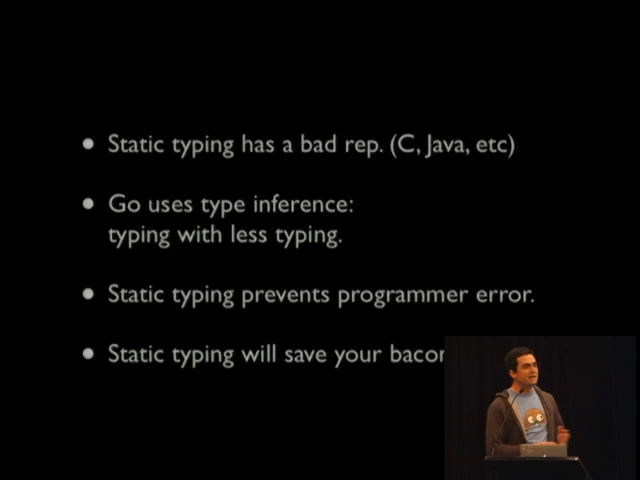 Static typing has a bad rep. (C, Java, etc)
Go uses type inference:
typing with less typing.
Static typing prevents programmer error.
Static typing will save your bacon